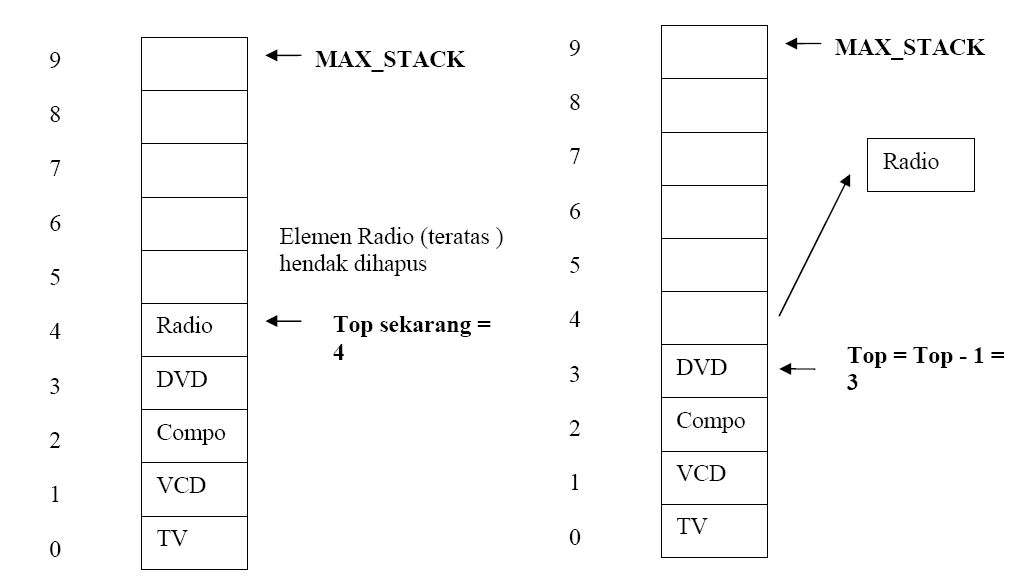 9
MAX_STACK
8
7
6
Elemen Radio (teratas )
hendak dihapus
5
4
Radio
Top sekarang =
4
3
DVD
2
Compo
1
VCD
0
TV
9
MAX_STACK
8
7
Radio
6
5
4
3
DVD
Top = Top - 1 =
3
2
Compo
1
VCD
0
TV